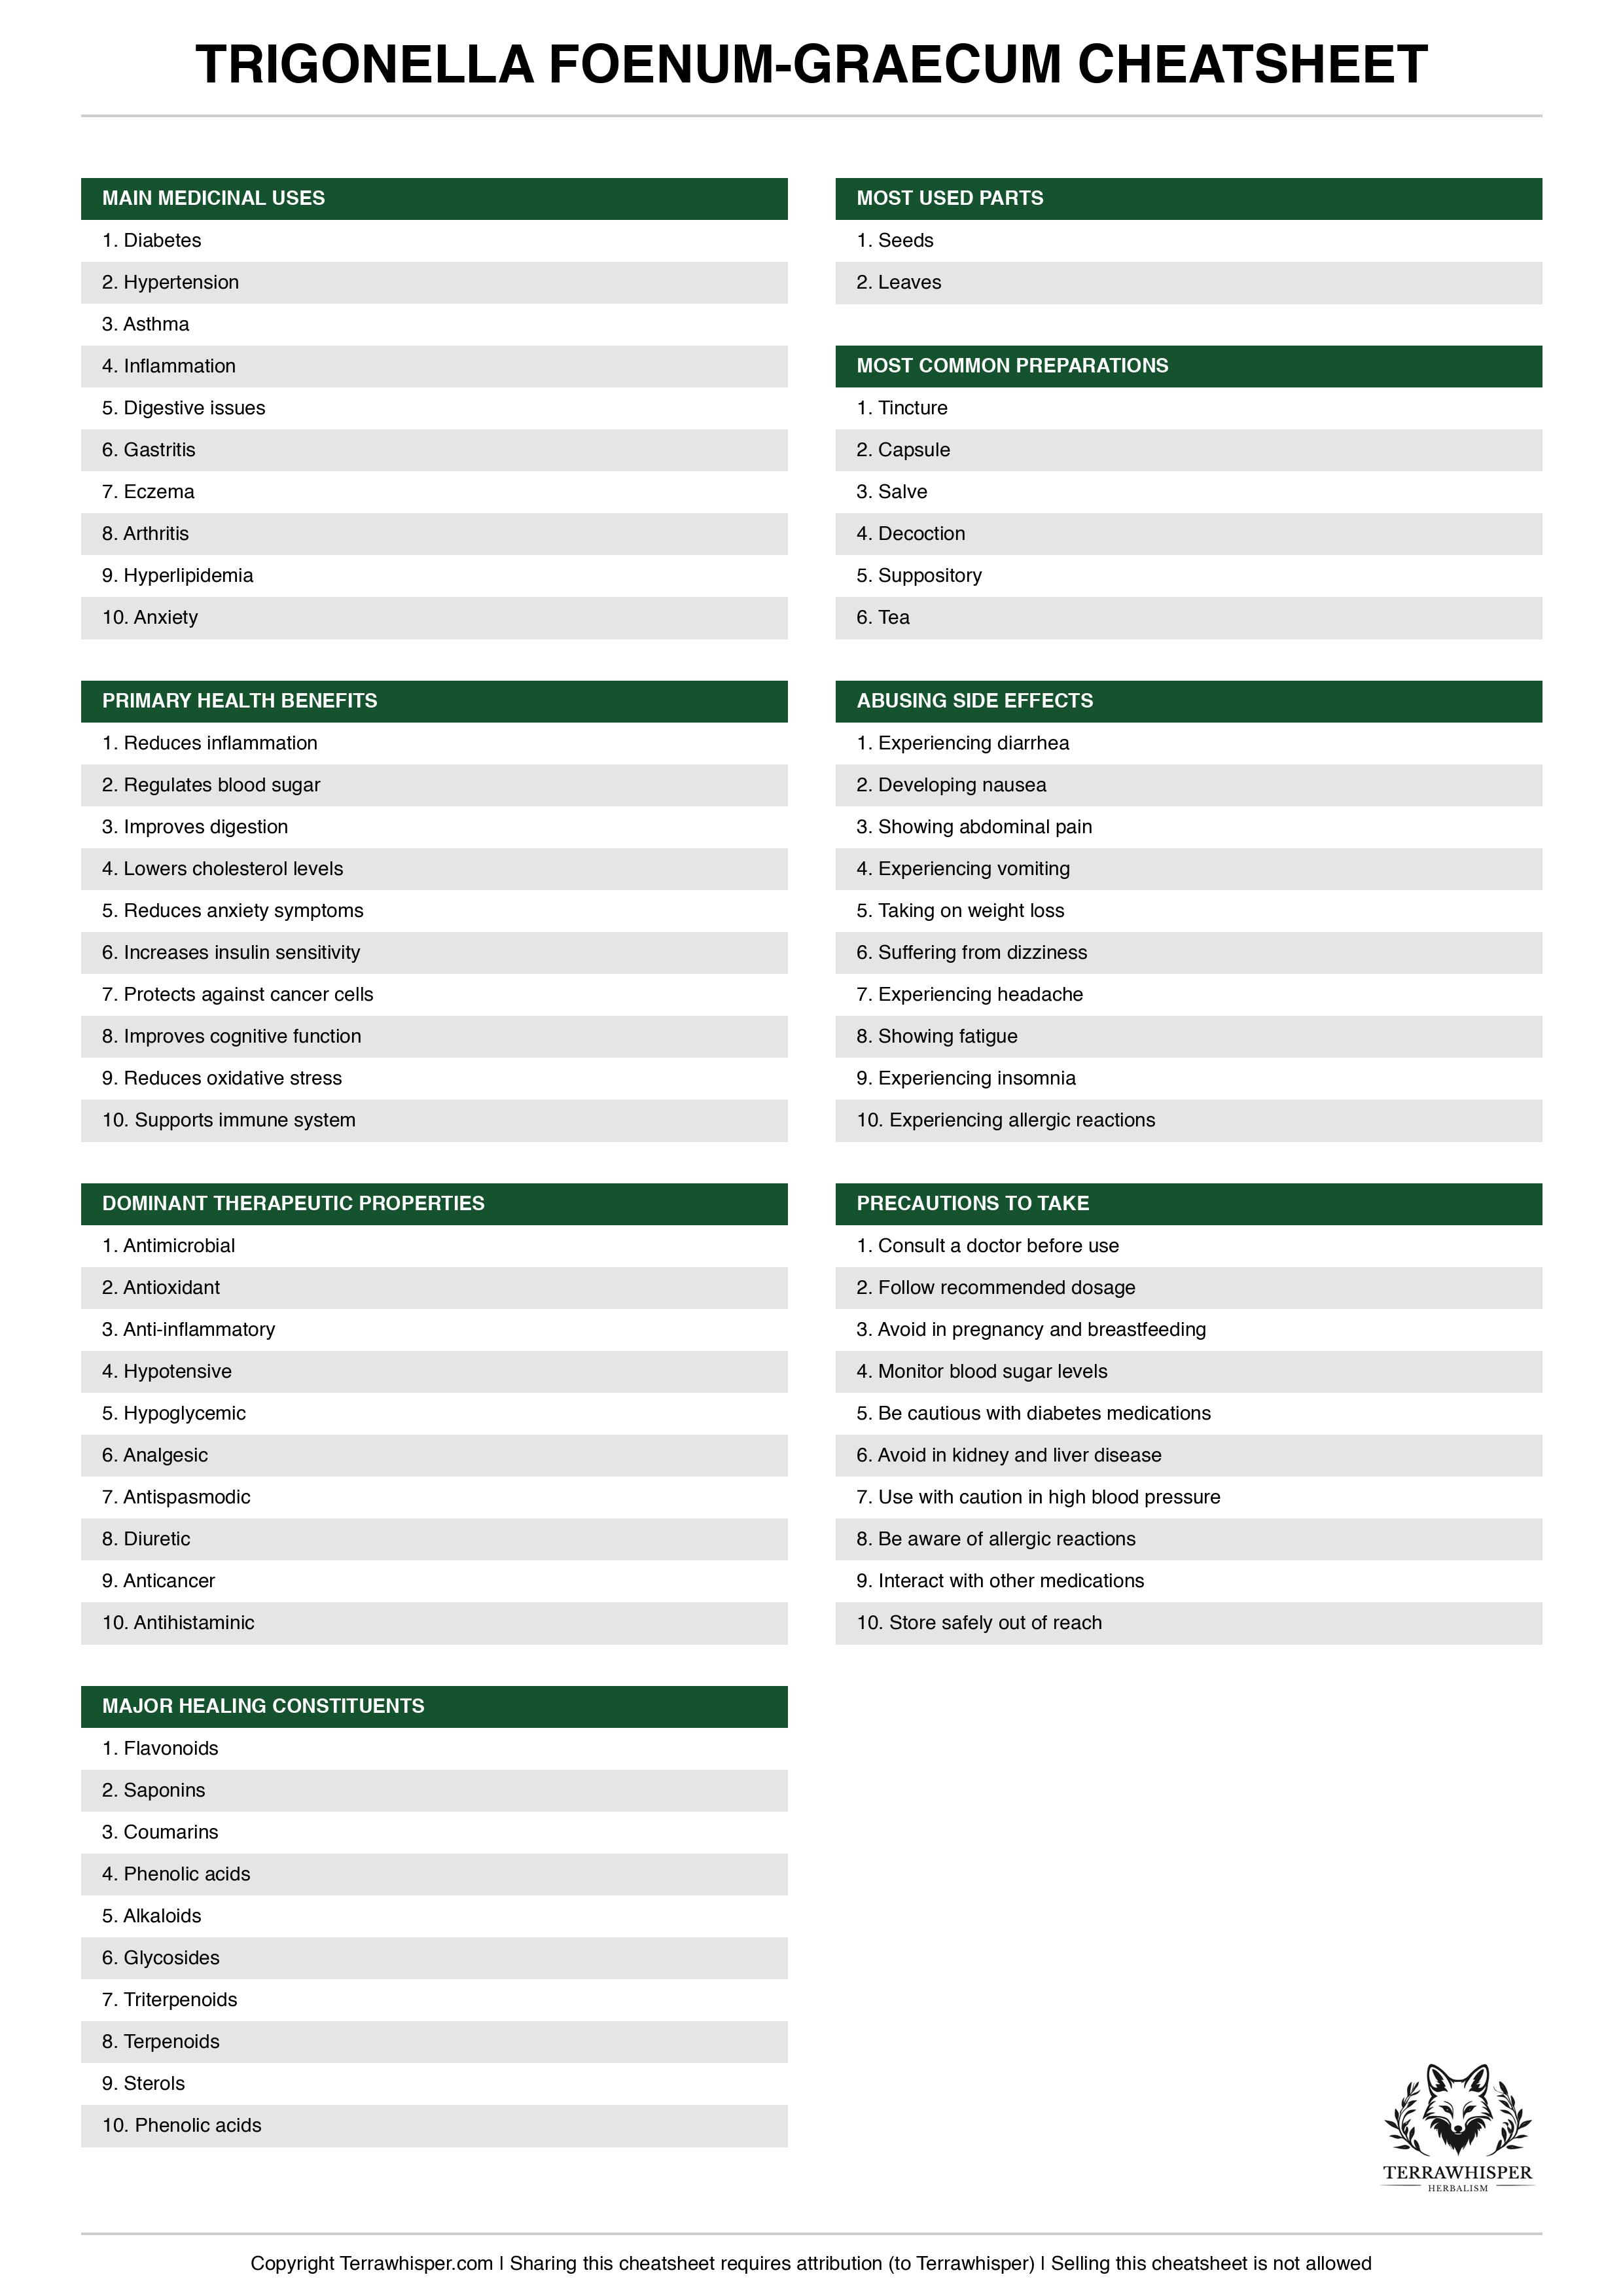 TRIGONELLA FOENUM-GRAECUM CHEATSHEET
MAIN MEDICINAL USES
1. Diabetes
2. Hypertension
3. Asthma
4. Inflammation
5. Digestive issues
6. Gastritis
7. Eczema
8. Arthritis
9. Hyperlipidemia
10. Anxiety
PRIMARY HEALTH BENEFITS
1. Reduces inflammation
2. Regulates blood sugar
3. Improves digestion
4. Lowers cholesterol levels
5. Reduces anxiety symptoms
6. Increases insulin sensitivity
7. Protects against cancer cells
8. Improves cognitive function
9. Reduces oxidative stress
10. Supports immune system
DOMINANT THERAPEUTIC PROPERTIES
1. Antimicrobial
2. Antioxidant
3. Anti-inflammatory
4. Hypotensive
5. Hypoglycemic
6. Analgesic
7. Antispasmodic
8. Diuretic
9. Anticancer
10. Antihistaminic
MAJOR HEALING CONSTITUENTS
1. Flavonoids
2. Saponins
3. Coumarins
4. Phenolic acids
5. Alkaloids
6. Glycosides
7. Triterpenoids
8. Terpenoids
9. Sterols
10. Phenolic acids
MOST USED PARTS
1. Seeds
2. Leaves
MOST COMMON PREPARATIONS
1. Tincture
2. Capsule
3. Salve
4. Decoction
5. Suppository
6. Tea
ABUSING SIDE EFFECTS
1. Experiencing diarrhea
2. Developing nausea
3. Showing abdominal pain
4. Experiencing vomiting
5. Taking on weight loss
6. Suffering from dizziness
7. Experiencing headache
8. Showing fatigue
9. Experiencing insomnia
10. Experiencing allergic reactions
PRECAUTIONS TO TAKE
1. Consult a doctor before use
2. Follow recommended dosage
3. Avoid in pregnancy and breastfeeding
4. Monitor blood sugar levels
5. Be cautious with diabetes medications
6. Avoid in kidney and liver disease
7. Use with caution in high blood pressure
8. Be aware of allergic reactions
9. Interact with other medications
10. Store safely out of reach
TERRAWHISPER
HERBALISM
Copyright Terrawhisper.com | Sharing this cheatsheet requires attribution (to Terrawhisper) | Selling this cheatsheet is not allowed